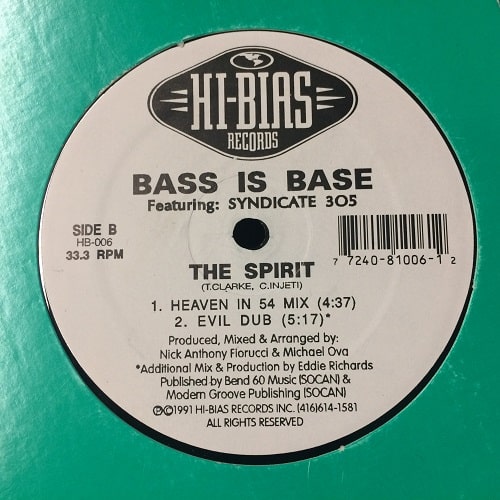 HI-BIAS
RECORDS
BASS IS BASE
Featuring: SYNDICATE 305
SIDE B
HB-006
33.3 RPM
7 7240-81006-1 2
THE SPIRIT
(T.CLARKE, C.INJETI)
1. HEAVEN IN 54 MIX (4:37)
2. EVIL DUB (5:17)*
Produced, Mixed & Arranged by:
Nick Anthony Fiorucci & Michael Ova
*Additional Mix & Production by Eddie Richards
Published by Bend 60 Music (SOCAN) &
Modern Groove Publishing (SOCAN)
℗©1991 HI-BIAS RECORDS INC. (416)614-1581
ALL RIGHTS RESERVED